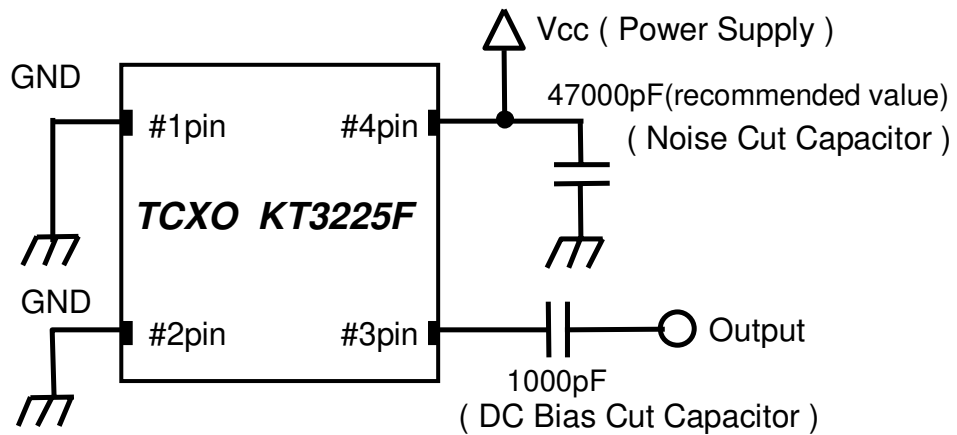 Vcc ( Power Supply )
GND
47000pF(recommended value)
( Noise Cut Capacitor )
#1pin
#4pin
TCXO KT3225F
GND
#2pin
#3pin
Output
1000pF
( DC Bias Cut Capacitor )